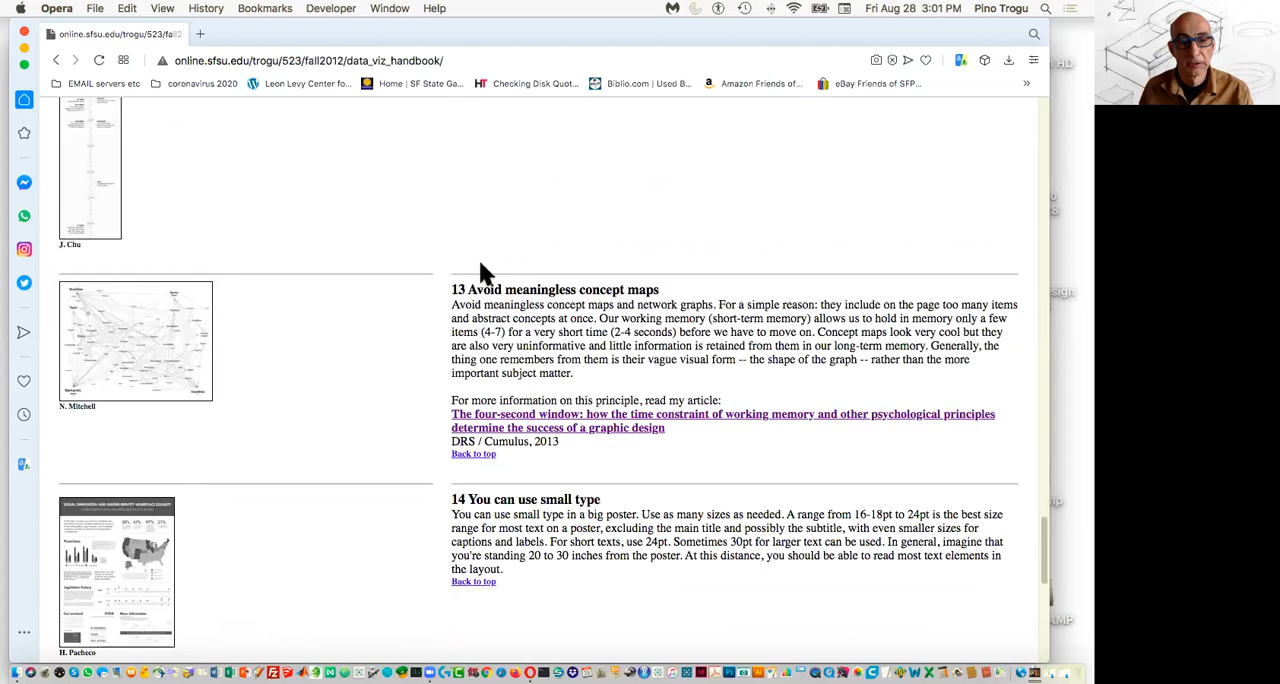 Opera File Edit View History Bookmarks Developer Window Help Fri Aug 28 3:01 PM Pino Trogu
online.sfsu.edu/trogu/523/fall2
online.sfsu.edu/trogu/523/fall2012/data_viz_handbook/
EMAIL servers etc coronavirus 2020 Leon Levy Center fo... Home | SF State Ga... Checking Disk Quot... Biblio.com | Used B... Amazon Friends of... eBay Friends of SFP...
J. Chu
13 Avoid meaningless concept maps
Avoid meaningless concept maps and network graphs. For a simple reason: they include on the page too many items
and abstract concepts at once. Our working memory (short-term memory) allows us to hold in memory only a few
items (4-7) for a very short time (2-4 seconds) before we have to move on. Concept maps look very cool but they
are also very uninformative and little information is retained from them in our long-term memory. Generally, the
thing one remembers from them is their vague visual form -- the shape of the graph -- rather than the more
important subject matter.
For more information on this principle, read my article:
The four-second window: how the time constraint of working memory and other psychological principles
determine the success of a graphic design
DRS / Cumulus, 2013
Back to top
N. Mitchell
14 You can use small type
You can use small type in a big poster. Use as many sizes as needed. A range from 16-18pt to 24pt is the best size
range for most text on a poster, excluding the main title and posibly the subtitle, with even smaller sizes for
captions and labels. For short texts, use 24pt. Sometimes 30pt for larger text can be used. In general, imagine that
you're standing 20 to 30 inches from the poster. At this distance, you should be able to read most text elements in
the layout.
Back to top
H. Pacheco